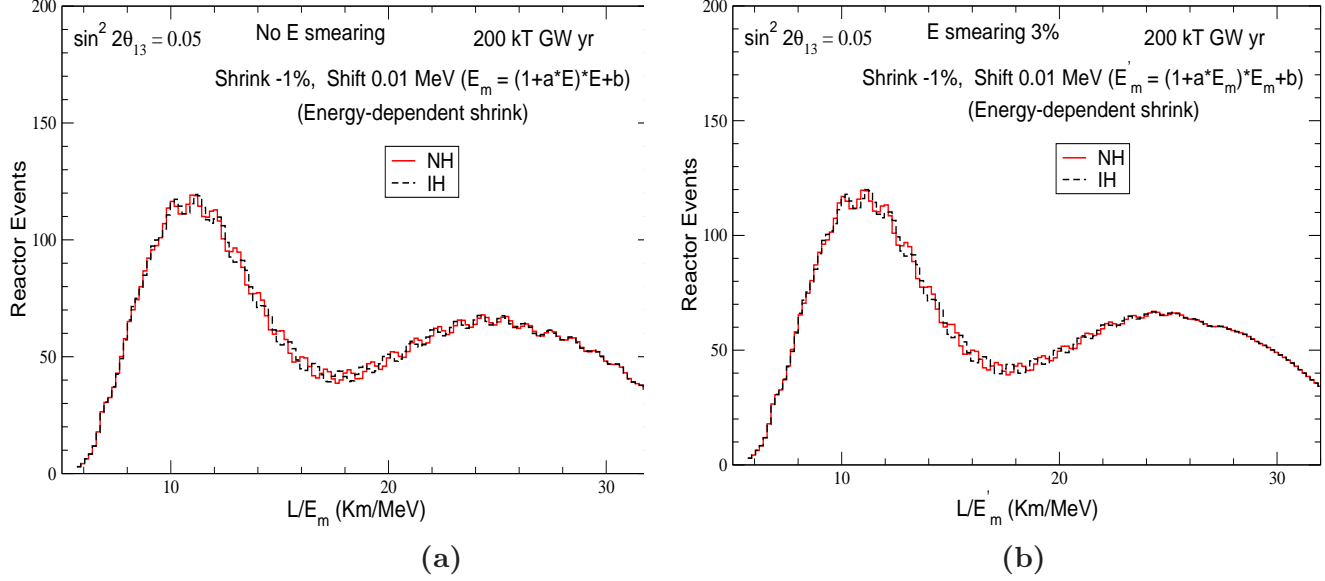 sin² 2θ₁₃ = 0.05 No E smearing 200 kT GW yr
Shrink -1%, Shift 0.01 MeV (E_m = (1+a*E)*E+b)
(Energy-dependent shrink)
NH
IH
Reactor Events
200
150
100
50
0
10 20 30
L/E_m (Km/MeV)
(a)
sin² 2θ₁₃ = 0.05 E smearing 3% 200 kT GW yr
Shrink -1%, Shift 0.01 MeV (E'_m = (1+a*E_m)*E_m+b)
(Energy-dependent shrink)
NH
IH
Reactor Events
200
150
100
50
0
10 20 30
L/E'_m (Km/MeV)
(b)